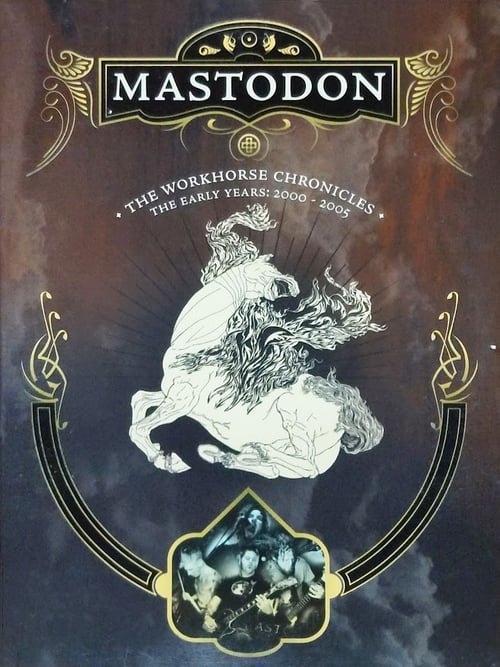 MASTODON
THE WORKHORSE CHRONICLES
THE EARLY YEARS: 2000 - 2005